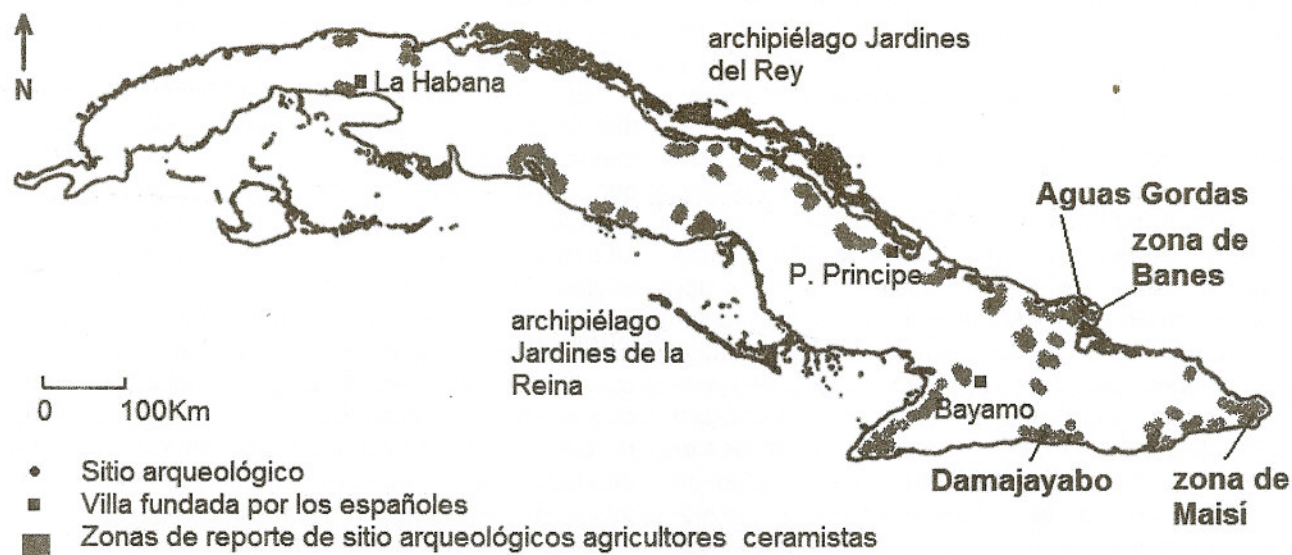 archipiélago Jardines
del Rey
N
La Habana
Aguas Gordas
zona de
Banes
P. Principe
archipiélago
Jardines de la
Reina
0 100Km
Bayamo
Damajayabo
zona de
Maisí
Sitio arqueológico
Villa fundada por los españoles
Zonas de reporte de sitio arqueológicos agricultores ceramistas